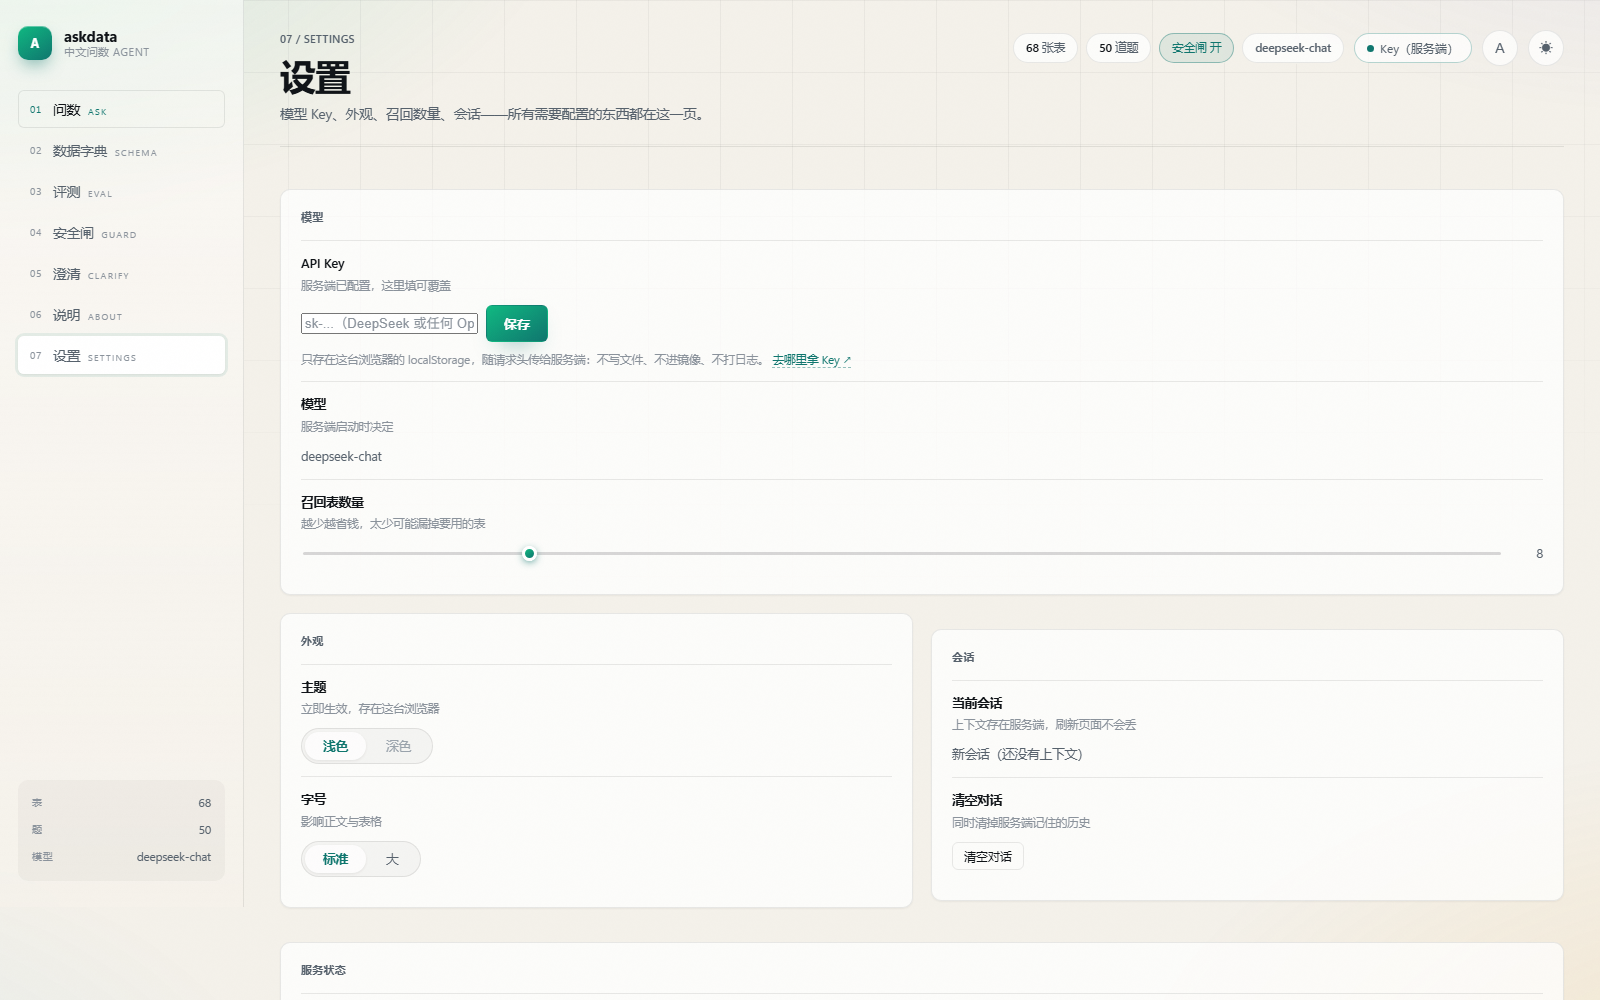 A
askdata
中文问数 AGENT
01 问数 ASK
02 数据字典 SCHEMA
03 评测 EVAL
04 安全闸 GUARD
05 澄清 CLARIFY
06 说明 ABOUT
07 设置 SETTINGS
表 68
题 50
模型 deepseek-chat
07 / SETTINGS
设置
模型 Key、外观、召回数量、会话——所有需要配置的东西都在这一页。
68 张表
50 道题
安全闸 开
deepseek-chat
Key（服务端）
A
模型
API Key
服务端已配置，这里填可覆盖
sk-...（DeepSeek 或任何 Op
保存
只存在这台浏览器的 localStorage，随请求头传给服务端：不写文件、不进镜像、不打日志。 去哪里拿 Key ↗
模型
服务端启动时决定
deepseek-chat
召回表数量
越少越省钱，太少可能漏掉要用的表
8
外观
主题
立即生效，存在这台浏览器
浅色 深色
字号
影响正文与表格
标准 大
会话
当前会话
上下文存在服务端，刷新页面不会丢
新会话（还没有上下文）
清空对话
同时清掉服务端记住的历史
清空对话
服务状态